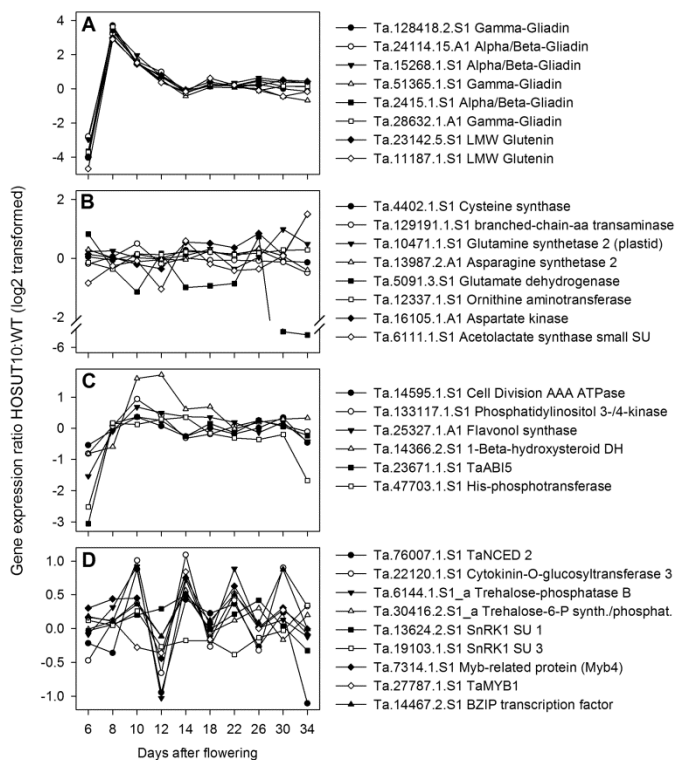 Gene expression ratio HOSUT10:WT (log2 transformed)
A
4
2
0
-2
-4
Ta.128418.2.S1 Gamma-Gliadin
Ta.24114.15.A1 Alpha/Beta-Gliadin
Ta.15268.1.S1 Alpha/Beta-Gliadin
Ta.51365.1.S1 Gamma-Gliadin
Ta.2415.1.S1 Alpha/Beta-Gliadin
Ta.28632.1.A1 Gamma-Gliadin
Ta.23142.5.S1 LMW Glutenin
Ta.11187.1.S1 LMW Glutenin
B
2
0
-2
-6
Ta.4402.1.S1 Cysteine synthase
Ta.129191.1.S1 branched-chain-aa transaminase
Ta.10471.1.S1 Glutamine synthetase 2 (plastid)
Ta.13987.2.A1 Asparagine synthetase 2
Ta.5091.3.S1 Glutamate dehydrogenase
Ta.12337.1.S1 Ornithine aminotransferase
Ta.16105.1.A1 Aspartate kinase
Ta.6111.1.S1 Acetolactate synthase small SU
C
2
1
0
-1
-2
-3
Ta.14595.1.S1 Cell Division AAA ATPase
Ta.133117.1.S1 Phosphatidylinositol 3-/4-kinase
Ta.25327.1.A1 Flavonol synthase
Ta.14366.2.S1 1-Beta-hydroxysteroid DH
Ta.23671.1.S1 TaABI5
Ta.47703.1.S1 His-phosphotransferase
D
1.0
0.5
0.0
-0.5
-1.0
Ta.76007.1.S1 TaNCED 2
Ta.22120.1.S1 Cytokinin-O-glucosyltransferase 3
Ta.6144.1.S1_a Trehalose-phosphatase B
Ta.30416.2.S1_a Trehalose-6-P synth./phosphat.
Ta.13624.2.S1 SnRK1 SU 1
Ta.19103.1.S1 SnRK1 SU 3
Ta.7314.1.S1 Myb-related protein (Myb4)
Ta.27787.1.S1 TaMYB1
Ta.14467.2.S1 BZIP transcription factor
6 8 10 12 14 18 22 26 30 34
Days after flowering